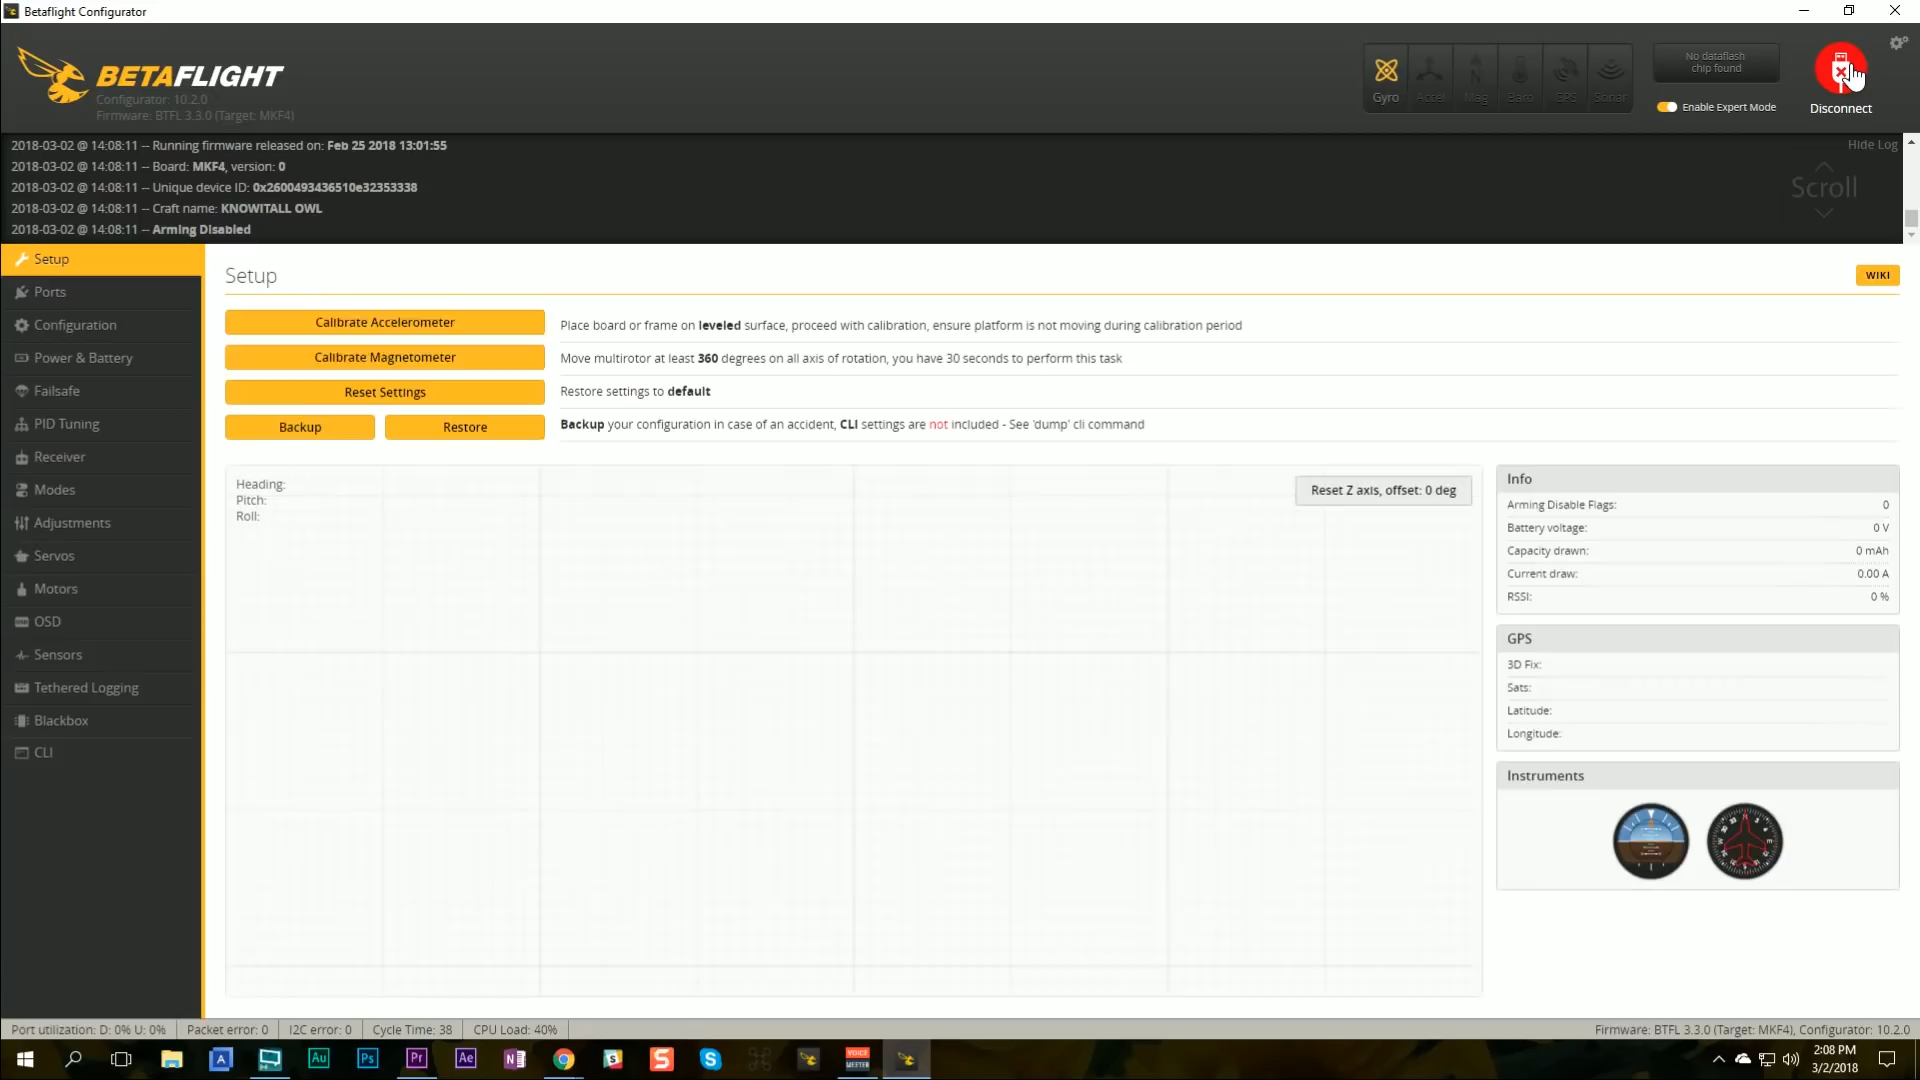 Betaflight Configurator
BETAFLIGHT
Configurator: 10.2.0
Firmware: BTFL 3.3.0 (Target: MKF4)
Gyro Accel Mag Baro GPS Sonar
No dataflash
chip found
Enable Expert Mode
Disconnect
2018-03-02 @ 14:08:11 -- Running firmware released on: Feb 25 2018 13:01:55
2018-03-02 @ 14:08:11 -- Board: MKF4, version: 0
2018-03-02 @ 14:08:11 -- Unique device ID: 0x2600493436510e32353338
2018-03-02 @ 14:08:11 -- Craft name: KNOWITALL OWL
2018-03-02 @ 14:08:11 -- Arming Disabled
Hide Log
Scroll
Setup
Ports
Configuration
Power & Battery
Failsafe
PID Tuning
Receiver
Modes
Adjustments
Servos
Motors
OSD
Sensors
Tethered Logging
Blackbox
CLI
Setup
WIKI
Calibrate Accelerometer
Place board or frame on leveled surface, proceed with calibration, ensure platform is not moving during calibration period
Calibrate Magnetometer
Move multirotor at least 360 degrees on all axis of rotation, you have 30 seconds to perform this task
Reset Settings
Restore settings to default
Backup Restore
Backup your configuration in case of an accident, CLI settings are not included - See 'dump' cli command
Heading:
Pitch:
Roll:
Reset Z axis, offset: 0 deg
Info
Arming Disable Flags: 0
Battery voltage: 0 V
Capacity drawn: 0 mAh
Current draw: 0.00 A
RSSI: 0 %
GPS
3D Fix:
Sats:
Latitude:
Longitude:
Instruments
Port utilization: D: 0% U: 0% Packet error: 0 I2C error: 0 Cycle Time: 38 CPU Load: 40%
Firmware: BTFL 3.3.0 (Target: MKF4), Configurator: 10.2.0
Au Ps Pr Ae
VOICE
MEETER
2:08 PM
3/2/2018